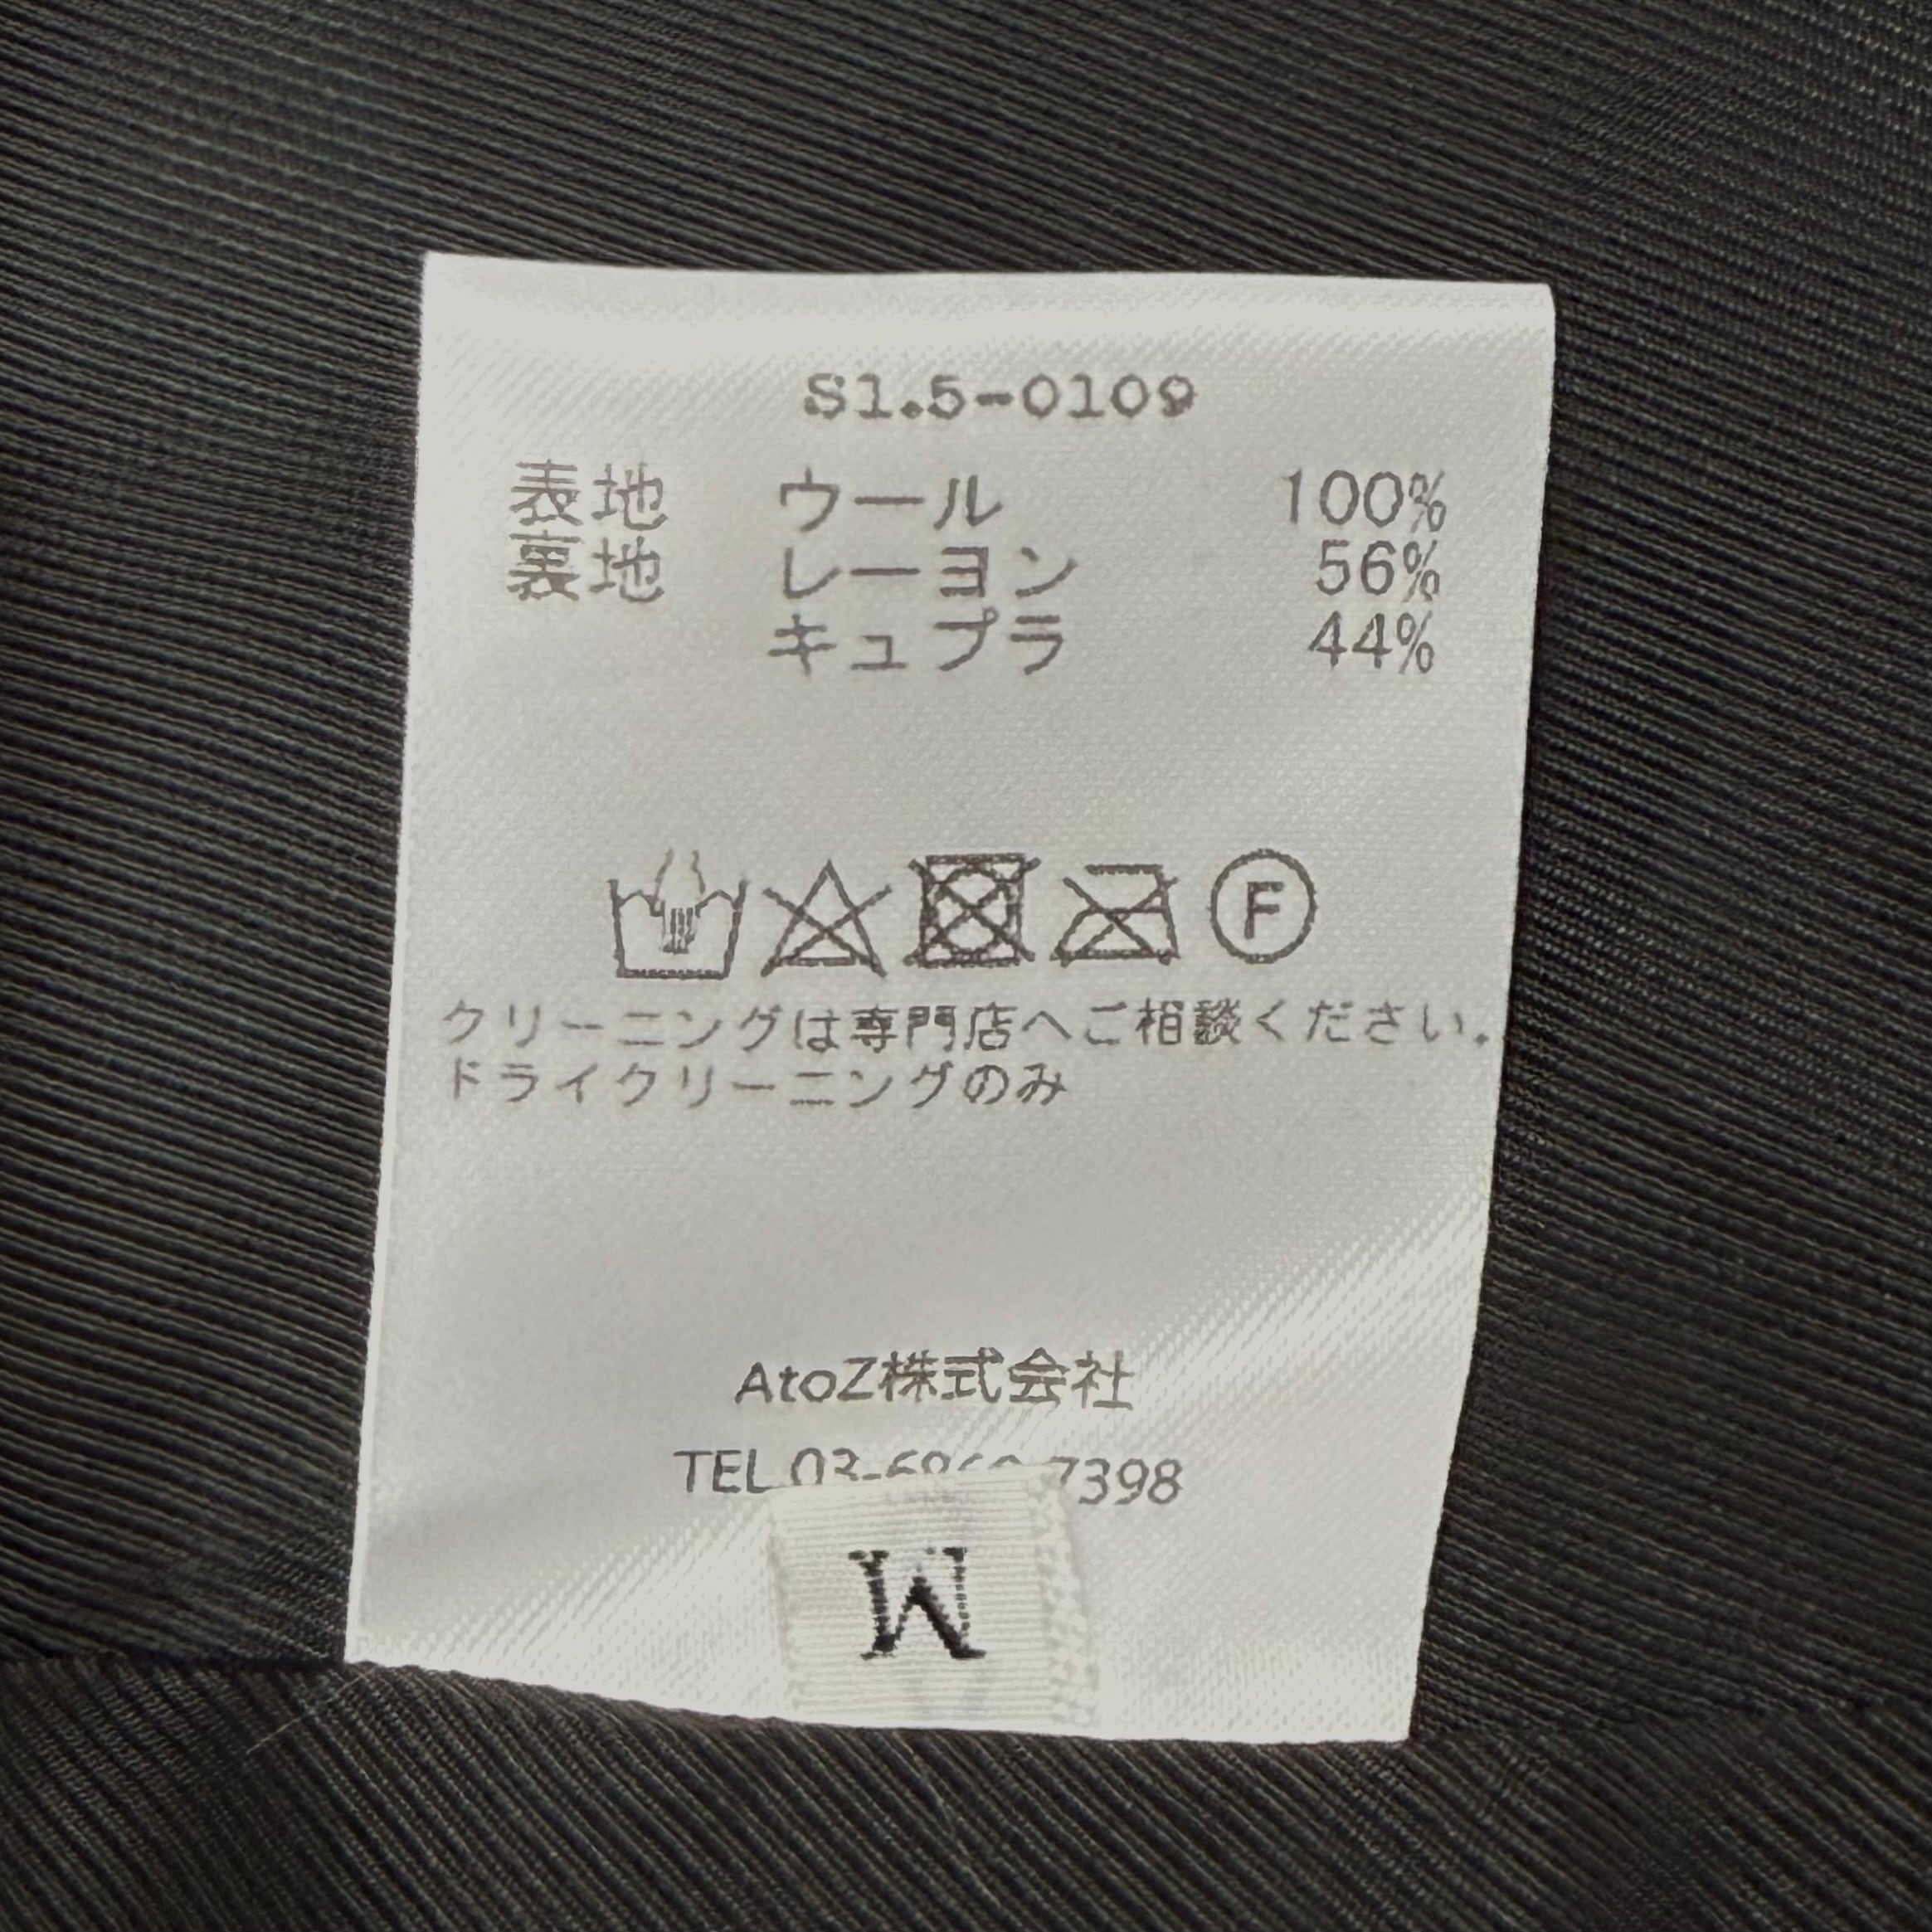 S1.5-0109
表地 ウール 100%
裏地 レーヨン 56%
キュプラ 44%
F
クリーニングは専門店へご相談ください.
ドライクリーニングのみ
AtoZ株式会社
TEL 03- 7398
M